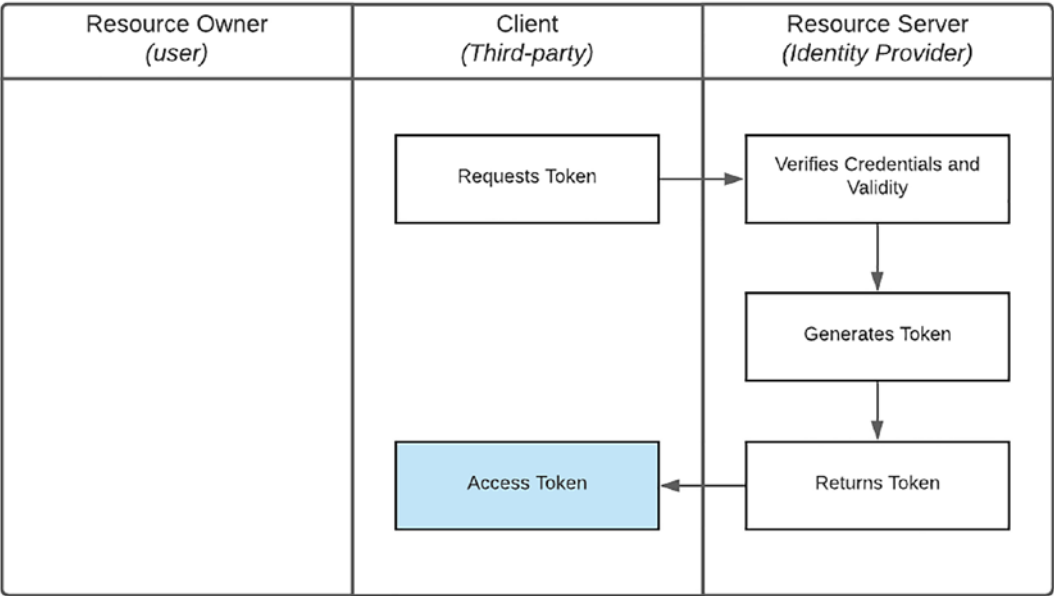 Resource Owner
(user)
Client
(Third-party)
Resource Server
(Identity Provider)
Requests Token
Verifies Credentials and
Validity
Generates Token
Access Token
Returns Token